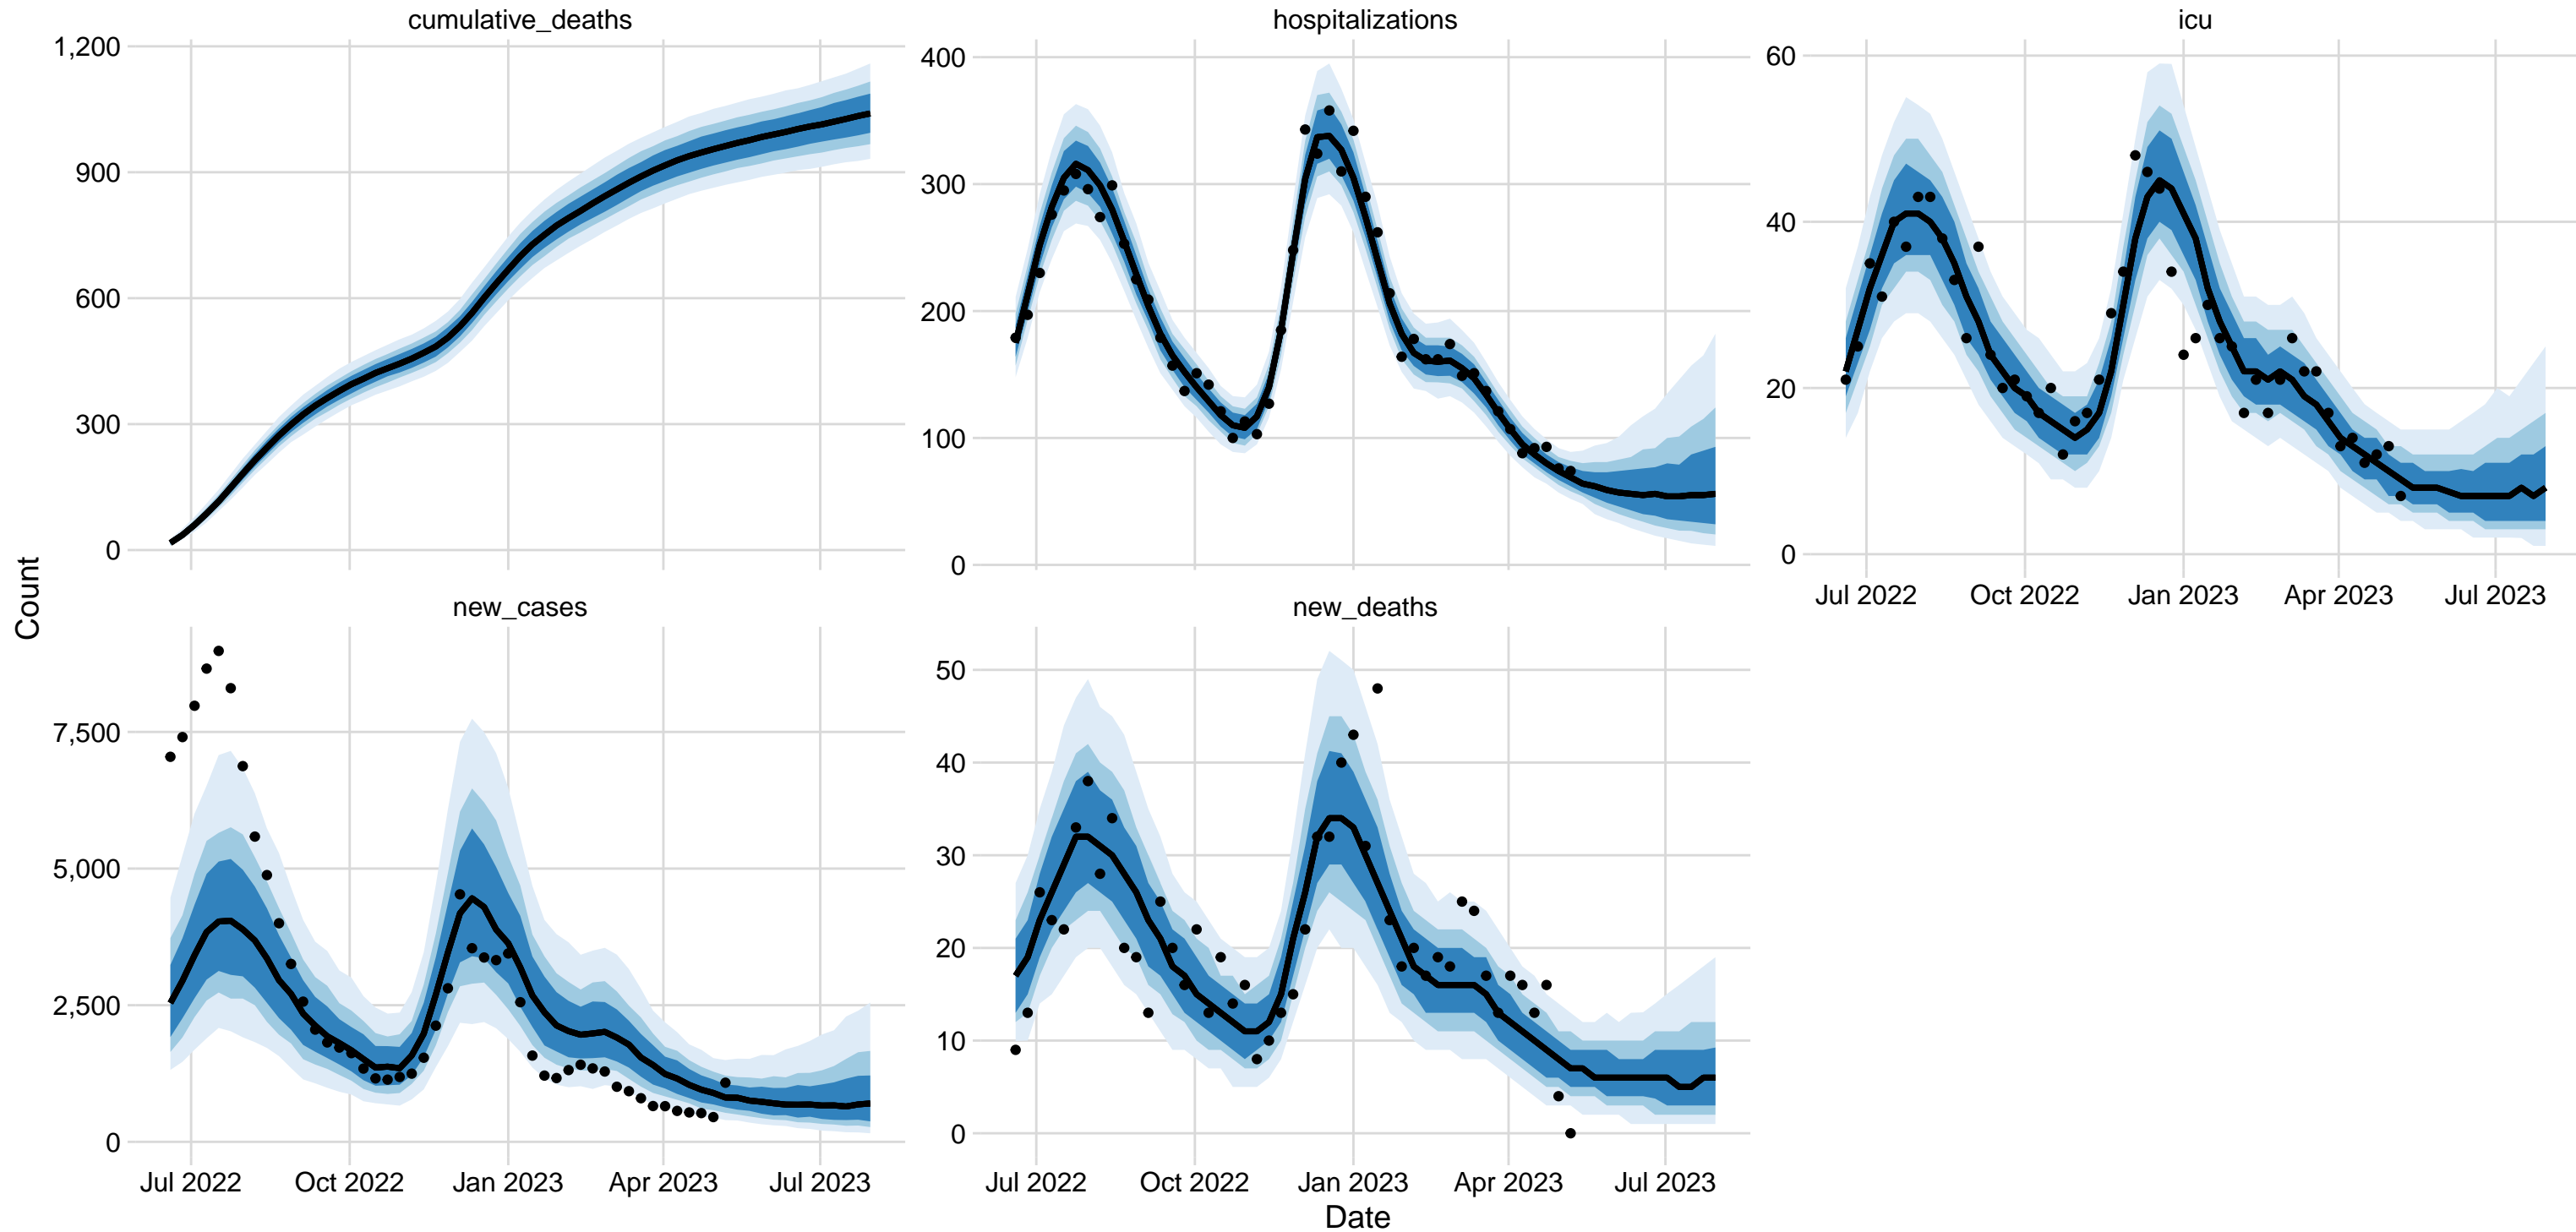 cumulative_deaths
hospitalizations
icu
1,200
900
600
300
0
400
300
200
100
0
60
40
20
0
Jul 2022 Oct 2022 Jan 2023 Apr 2023 Jul 2023
Count
new_cases
new_deaths
7,500
5,000
2,500
0
50
40
30
20
10
0
Jul 2022 Oct 2022 Jan 2023 Apr 2023 Jul 2023
Jul 2022 Oct 2022 Jan 2023 Apr 2023 Jul 2023
Date